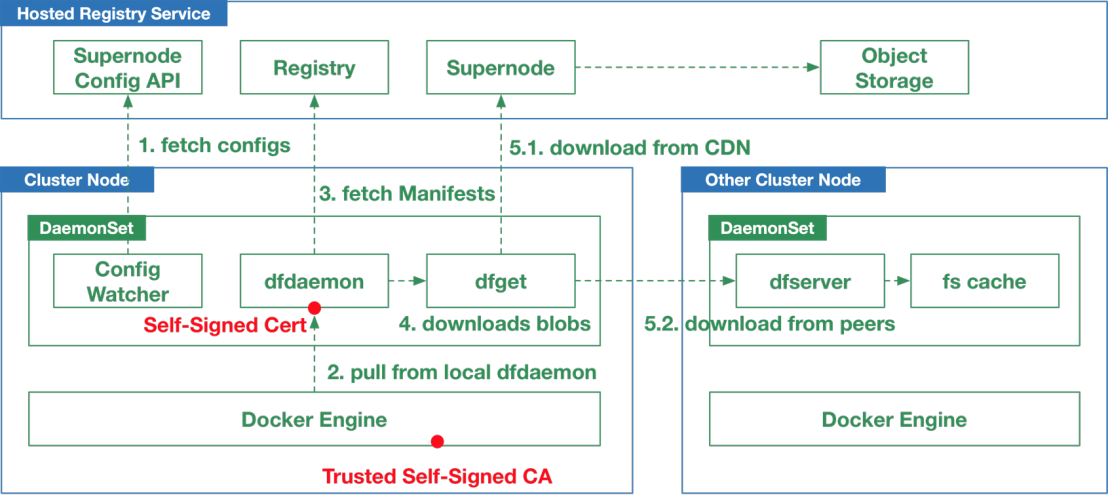 Hosted Registry Service
Supernode
Config API
Registry
Supernode
Object
Storage
1. fetch configs
5.1. download from CDN
Cluster Node
Other Cluster Node
3. fetch Manifests
DaemonSet
DaemonSet
Config
Watcher
dfdaemon
dfget
dfserver
fs cache
Self-Signed Cert
4. downloads blobs
5.2. download from peers
2. pull from local dfdaemon
Docker Engine
Docker Engine
Trusted Self-Signed CA